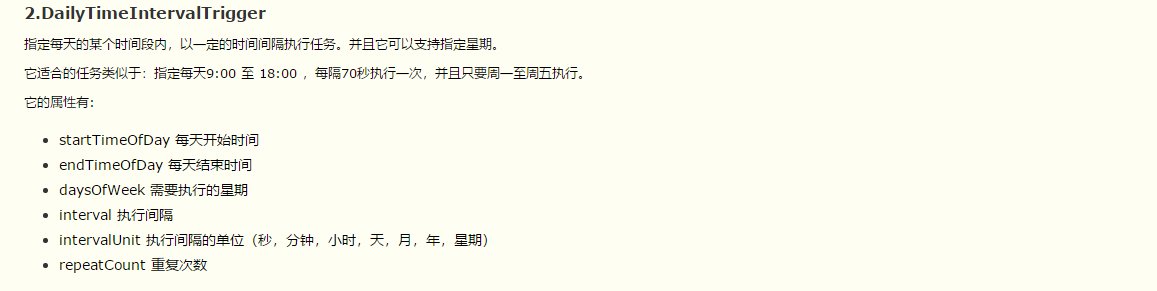 2.DailyTimeIntervalTrigger
指定每天的某个时间段内，以一定的时间间隔执行任务。并且它可以支持指定星期。
它适合的任务类似于：指定每天9:00 至 18:00 ，每隔70秒执行一次，并且只要周一至周五执行。
它的属性有：
• startTimeOfDay 每天开始时间
• endTimeOfDay 每天结束时间
• daysOfWeek 需要执行的星期
• interval 执行间隔
• intervalUnit 执行间隔的单位（秒，分钟，小时，天，月，年，星期）
• repeatCount 重复次数